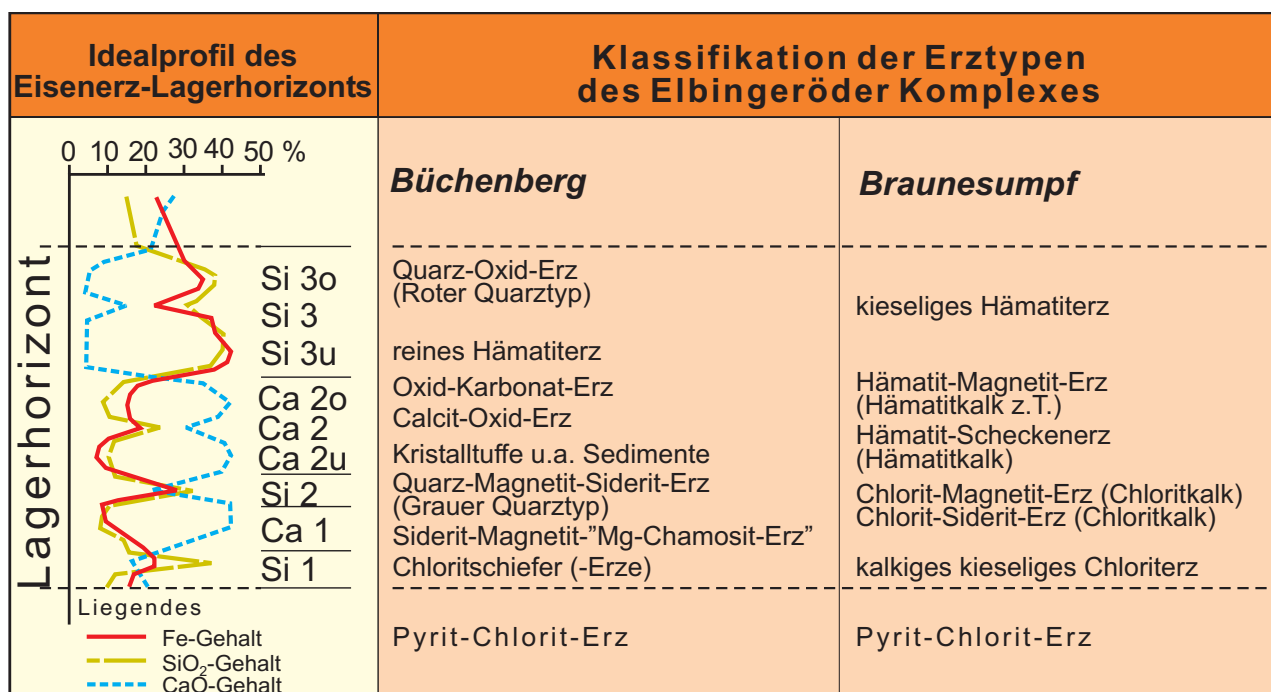 Idealprofil des
Eisenerz-Lagerhorizonts
Klassifikation der Erztypen
des Elbingeröder Komplexes
0 10 20 30 40 50 %
Büchenberg
Braunesumpf
Lagerhorizont
Si 3o
Si 3
Si 3u
Ca 2o
Ca 2
Ca 2u
Si 2
Ca 1
Si 1
Quarz-Oxid-Erz
(Roter Quarztyp)
reines Hämatiterz
Oxid-Karbonat-Erz
Calcit-Oxid-Erz
Kristalltuffe u.a. Sedimente
Quarz-Magnetit-Siderit-Erz
(Grauer Quarztyp)
Siderit-Magnetit-”Mg-Chamosit-Erz”
Chloritschiefer (-Erze)
kieseliges Hämatiterz
Hämatit-Magnetit-Erz
(Hämatitkalk z.T.)
Hämatit-Scheckenerz
(Hämatitkalk)
Chlorit-Magnetit-Erz (Chloritkalk)
Chlorit-Siderit-Erz (Chloritkalk)
kalkiges kieseliges Chloriterz
Liegendes
Fe-Gehalt
SiO₂-Gehalt
CaO-Gehalt
Pyrit-Chlorit-Erz
Pyrit-Chlorit-Erz